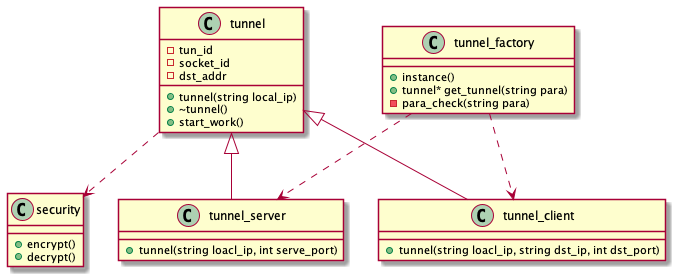 C tunnel
tun_id
socket_id
dst_addr
tunnel(string local_ip)
~tunnel()
start_work()
C tunnel_factory
instance()
tunnel* get_tunnel(string para)
para_check(string para)
C security
encrypt()
decrypt()
C tunnel_server
tunnel(string loacl_ip, int serve_port)
C tunnel_client
tunnel(string loacl_ip, string dst_ip, int dst_port)